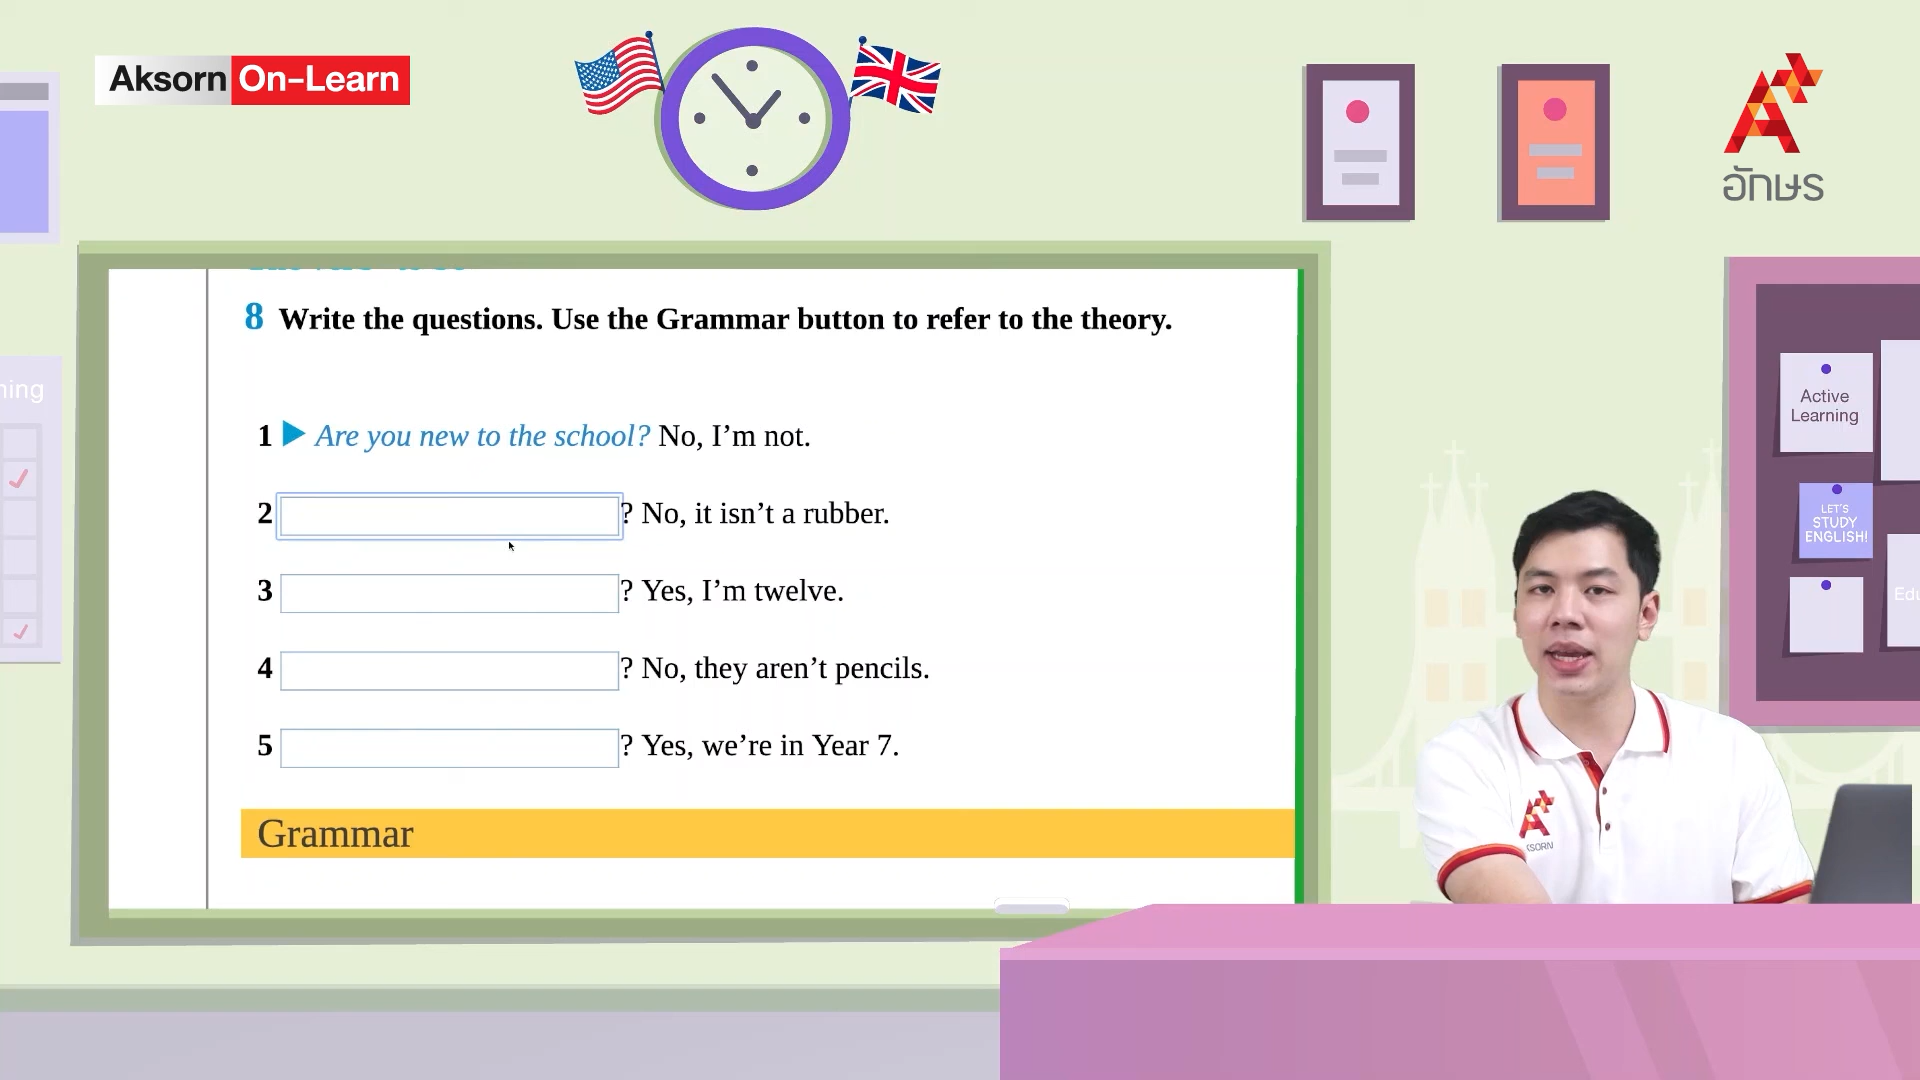 Aksorn On-Learn
อักษร
8 Write the questions. Use the Grammar button to refer to the theory.
1 Are you new to the school? No, I’m not.
2 ? No, it isn’t a rubber.
3 ? Yes, I’m twelve.
4 ? No, they aren’t pencils.
5 ? Yes, we’re in Year 7.
Grammar
Active
Learning
LET'S
STUDY
ENGLISH!